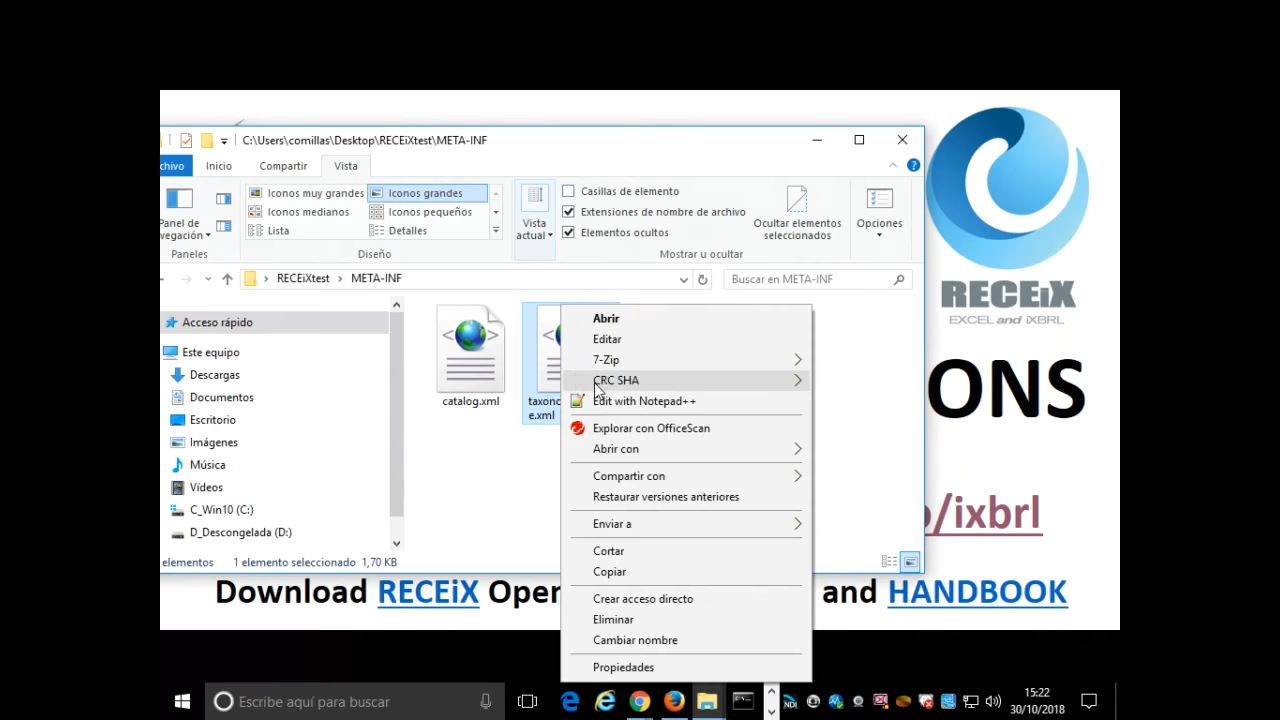 C:\Users\comillas\Desktop\RECEiXtest\META-INF
chivo Inicio Compartir Vista
Panel de
vegación
Paneles
Iconos muy grandes Iconos grandes
Iconos medianos Iconos pequeños
Lista Detalles
Diseño
Vista
actual
Casillas de elemento
Extensiones de nombre de archivo
Elementos ocultos
Ocultar elementos
seleccionados
Mostrar u ocultar
Opciones
RECEiXtest META-INF
Buscar en META-INF
Acceso rápido
Este equipo
Descargas
Documentos
Escritorio
Imágenes
Música
Vídeos
C_Win10 (C:)
D_Descongelada (D:)
catalog.xml
taxonc
e.xml
Abrir
Editar
7-Zip
CRC SHA
Edit with Notepad++
Explorar con OfficeScan
Abrir con
Compartir con
Restaurar versiones anteriores
Enviar a
Cortar
Copiar
Crear acceso directo
Eliminar
Cambiar nombre
Propiedades
elementos 1 elemento seleccionado 1,70 KB
RECEiX
EXCEL and iXBRL
ONS
/ixbrl
Download RECEiX Oper and HANDBOOK
Escribe aquí para buscar
NDI
15:22
30/10/2018